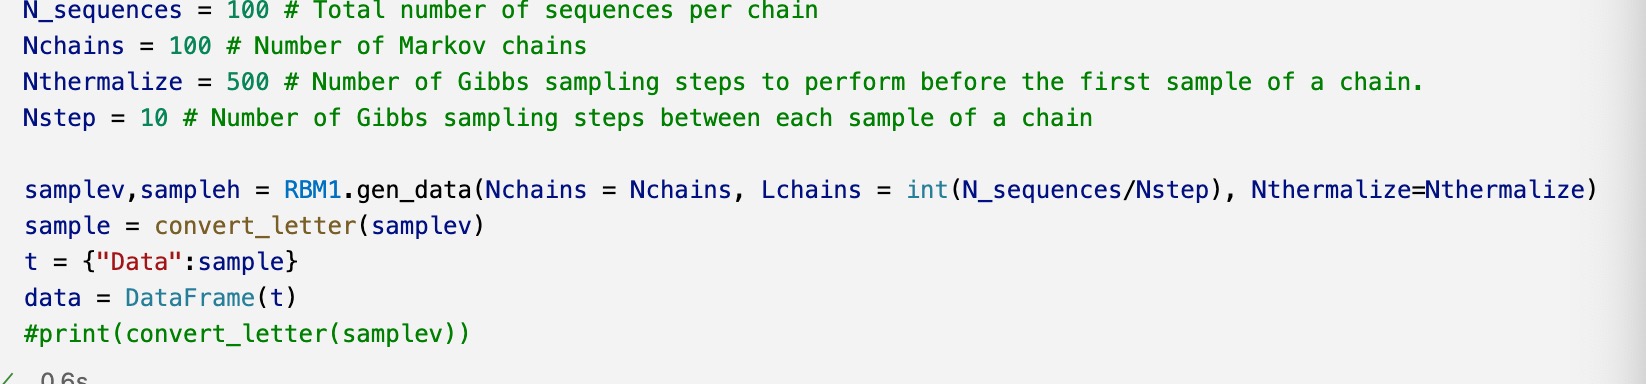 N_sequences = 100 # Total number of sequences per chain
Nchains = 100 # Number of Markov chains
Nthermalize = 500 # Number of Gibbs sampling steps to perform before the first sample of a chain.
Nstep = 10 # Number of Gibbs sampling steps between each sample of a chain
samplev,sampleh = RBM1.gen_data(Nchains = Nchains, Lchains = int(N_sequences/Nstep), Nthermalize=Nthermalize)
sample = convert_letter(samplev)
t = {"Data":sample}
data = DataFrame(t)
#print(convert_letter(samplev))
0.6s